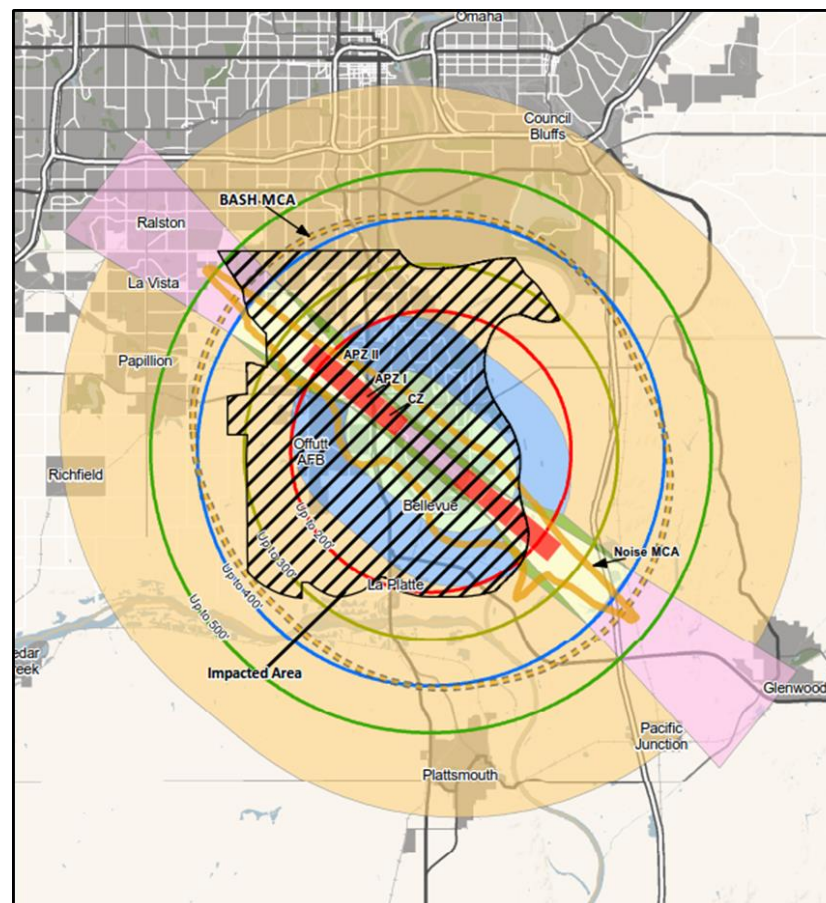 Omaha
Council
Bluffs
BASH MCA
Ralston
La Vista
Papillion
APZ II
APZ I
CZ
Offutt
AFB
Richfield
Bellevue
Up to 200'
Up to 300'
Up to 400'
Up to 500'
Noise MCA
La Platte
edar
eek
Impacted Area
Glenwood
Pacific
Junction
Plattsmouth